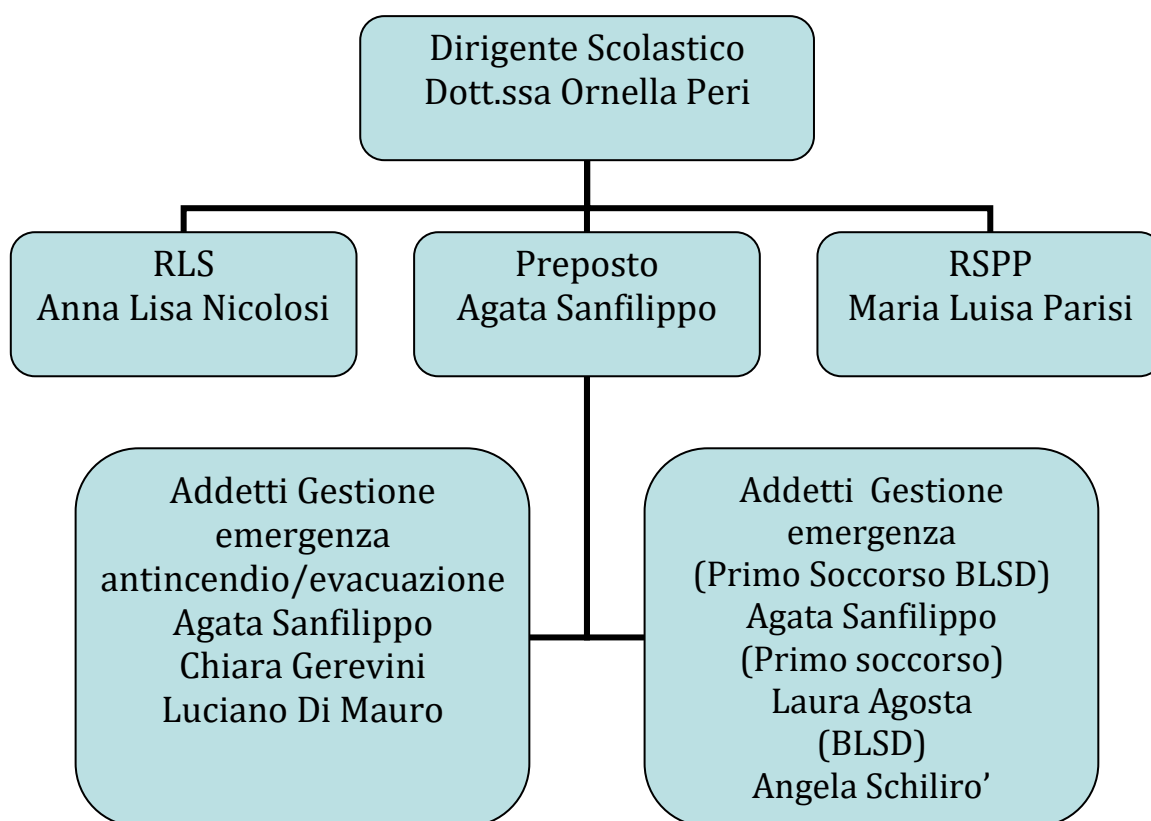 Dirigente Scolastico
Dott.ssa Ornella Peri
RLS
Anna Lisa Nicolosi
Preposto
Agata Sanfilippo
RSPP
Maria Luisa Parisi
Addetti Gestione
emergenza
antincendio/evacuazione
Agata Sanfilippo
Chiara Gerevini
Luciano Di Mauro
Addetti  Gestione
emergenza
(Primo Soccorso BLSD)
Agata Sanfilippo
(Primo soccorso)
Laura Agosta
(BLSD)
Angela Schiliro’